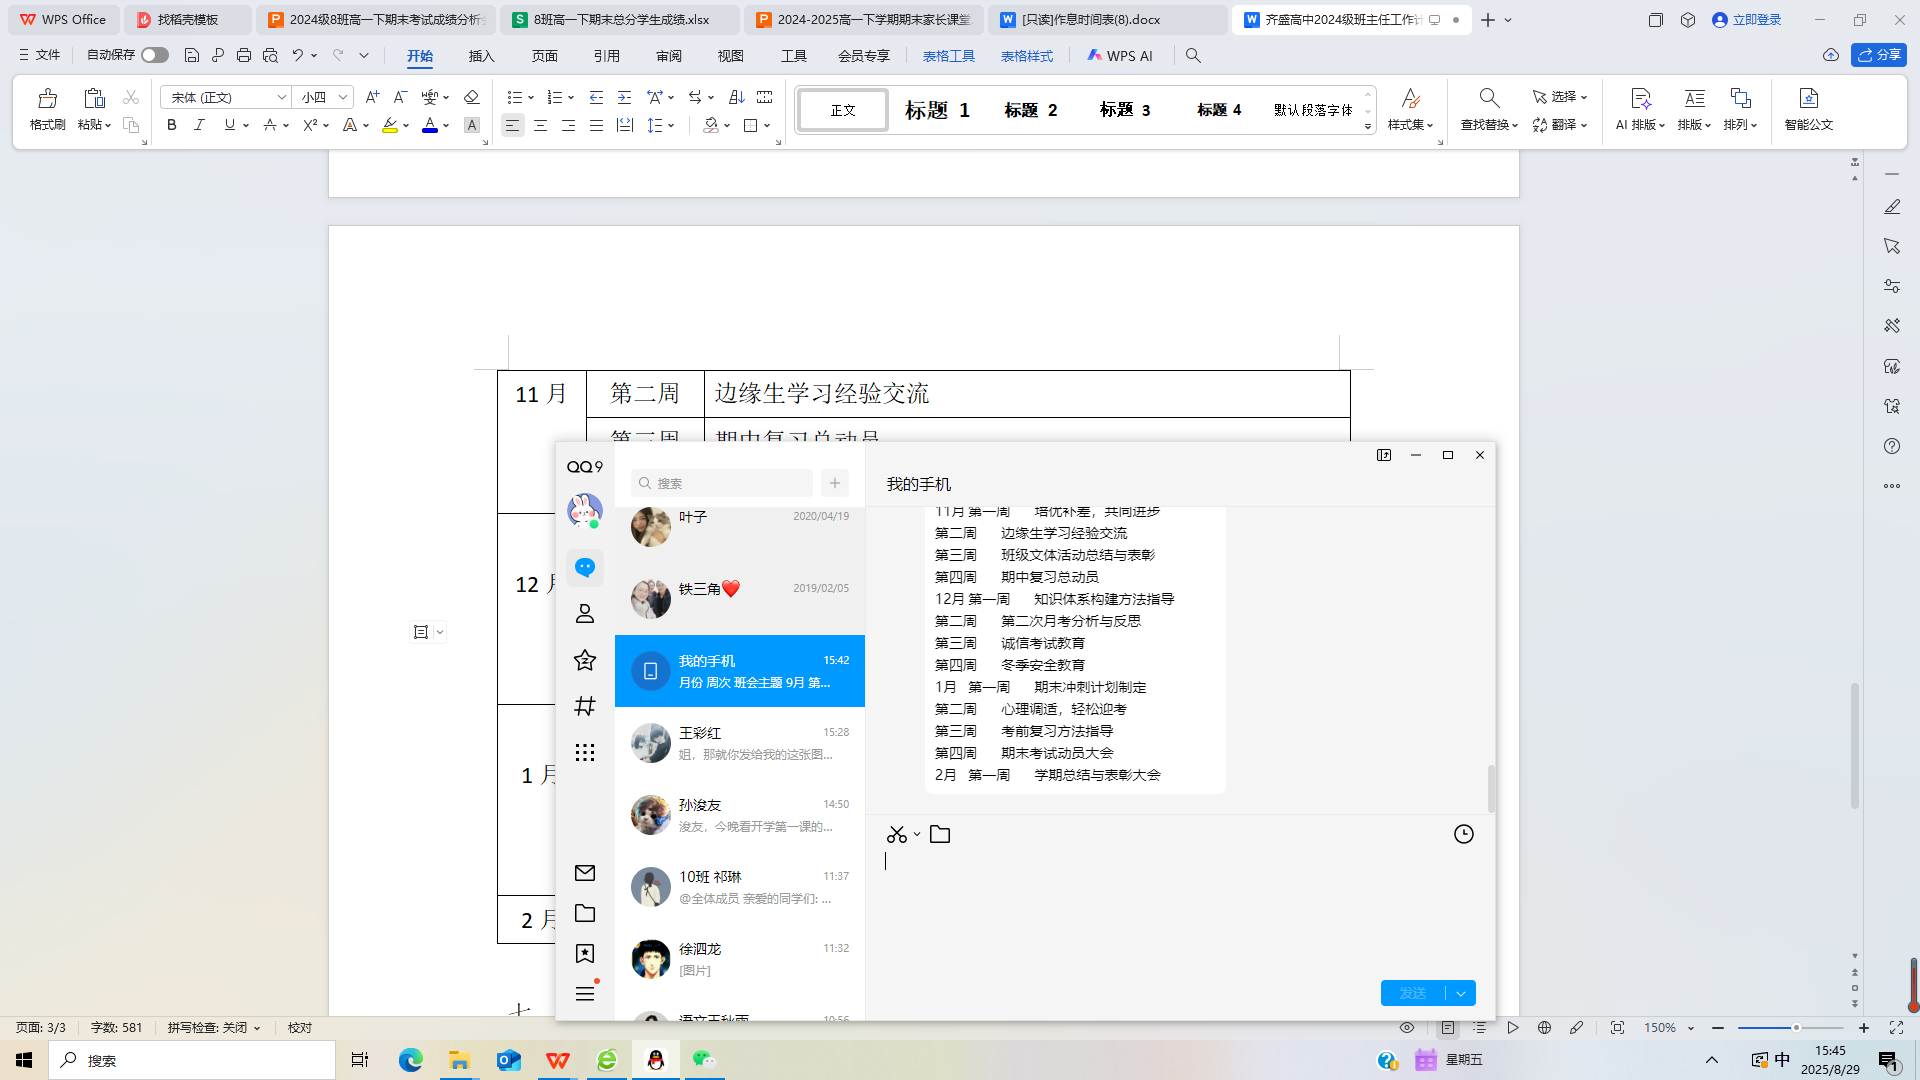 WPS Office
找稻壳模板
2024级8班高一下期末考试成绩分析会
8班高一下期末总分学生成绩.xlsx
2024-2025高一下学期期末家长课堂.
[只读]作息时间表(8).docx
齐盛高中2024级班主任工作计
立即登录
文件
自动保存
开始
插入
页面
引用
审阅
视图
工具
会员专享
表格工具
表格样式
WPS AI
分享
格式刷
粘贴
宋体 (正文)
小四
正文
标题 1
标题 2
标题 3
标题 4
默认段落字体
样式集
查找替换
选择
翻译
AI 排版
排版
排列
智能公文
11 月
第二周
边缘生学习经验交流
第三周
期中复习总动员
12 月
1 月
2 月
QQ9
搜索
叶子
2020/04/19
铁三角❤️
2019/02/05
我的手机
15:42
月份 周次 班会主题 9月 第...
王彩红
15:28
姐，那就你发给我的这张图...
孙浚友
14:50
浚友，今晚看开学第一课的...
10班 祁琳
11:37
@全体成员 亲爱的同学们: ...
徐泗龙
11:32
[图片]
语文王秋雨
10:56
我的手机
11月 第一周 培优补差，共同进步
第二周 边缘生学习经验交流
第三周 班级文体活动总结与表彰
第四周 期中复习总动员
12月 第一周 知识体系构建方法指导
第二周 第二次月考分析与反思
第三周 诚信考试教育
第四周 冬季安全教育
1月 第一周 期末冲刺计划制定
第二周 心理调适，轻松迎考
第三周 考前复习方法指导
第四周 期末考试动员大会
2月 第一周 学期总结与表彰大会
发送
页面: 3/3
字数: 581
拼写检查: 关闭
校对
150%
搜索
星期五
中
15:45
2025/8/29
1